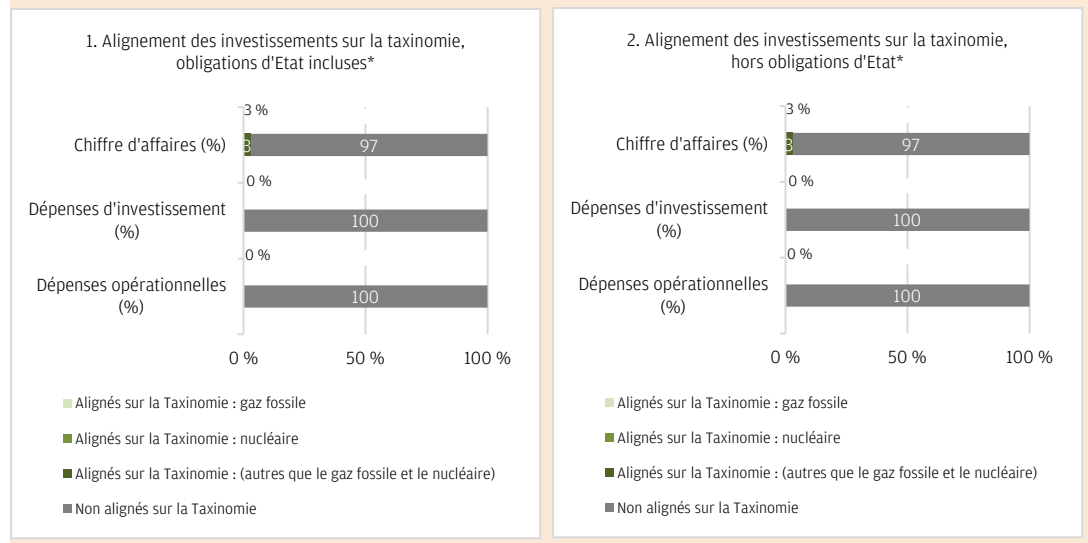 1. Alignement des investissements sur la taxinomie,
obligations d'Etat incluses*
3 %
Chiffre d'affaires (%)
3
97
0 %
Dépenses d'investissement
(%)
100
0 %
Dépenses opérationnelles
(%)
100
0 %
50 %
100 %
Alignés sur la Taxinomie : gaz fossile
Alignés sur la Taxinomie : nucléaire
Alignés sur la Taxinomie : (autres que le gaz fossile et le nucléaire)
Non alignés sur la Taxinomie
2. Alignement des investissements sur la taxinomie,
hors obligations d'Etat*
3 %
Chiffre d'affaires (%)
3
97
0 %
Dépenses d'investissement
(%)
100
0 %
Dépenses opérationnelles
(%)
100
0 %
50 %
100 %
Alignés sur la Taxinomie : gaz fossile
Alignés sur la Taxinomie : nucléaire
Alignés sur la Taxinomie : (autres que le gaz fossile et le nucléaire)
Non alignés sur la Taxinomie